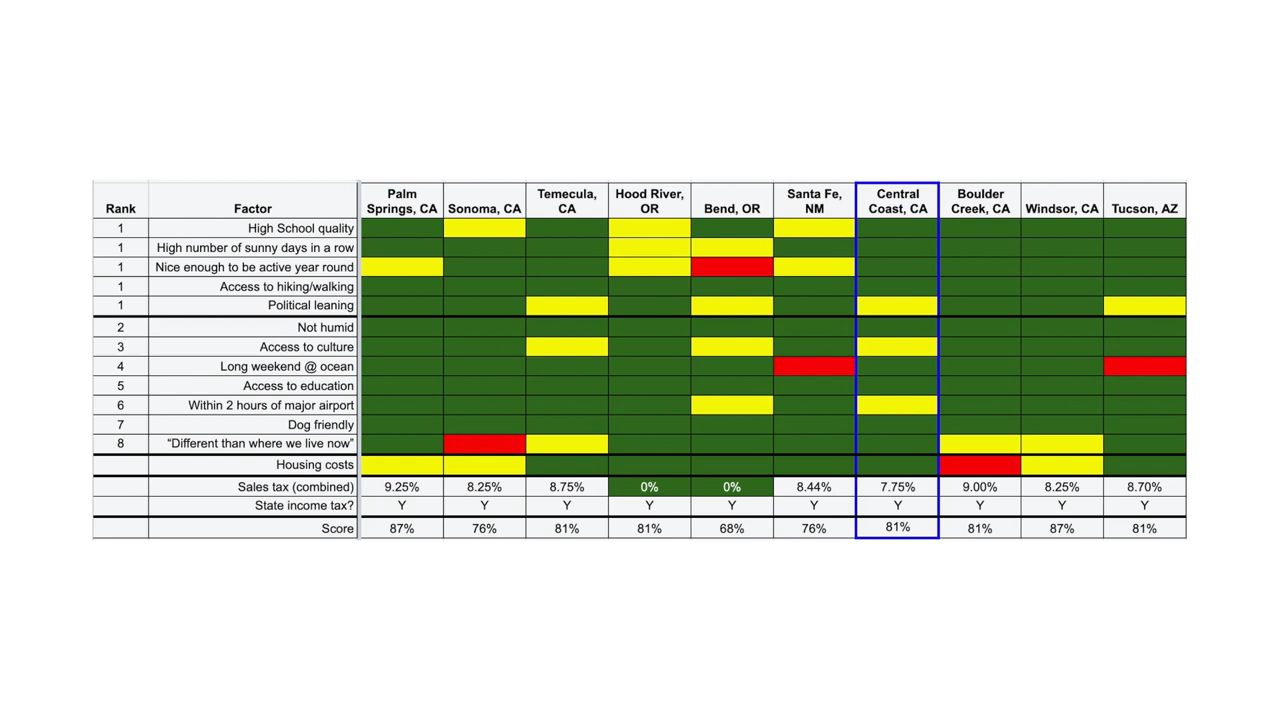 Rank Factor Palm Springs, CA Sonoma, CA Temecula, CA Hood River, OR Bend, OR Santa Fe, NM Central Coast, CA Boulder Creek, CA Windsor, CA Tucson, AZ
1 High School quality
1 High number of sunny days in a row
1 Nice enough to be active year round
1 Access to hiking/walking
1 Political leaning
2 Not humid
3 Access to culture
4 Long weekend @ ocean
5 Access to education
6 Within 2 hours of major airport
7 Dog friendly
8 “Different than where we live now”
Housing costs
Sales tax (combined) 9.25% 8.25% 8.75% 0% 0% 8.44% 7.75% 9.00% 8.25% 8.70%
State income tax? Y Y Y Y Y Y Y Y Y Y
Score 87% 76% 81% 81% 68% 76% 81% 81% 87% 81%